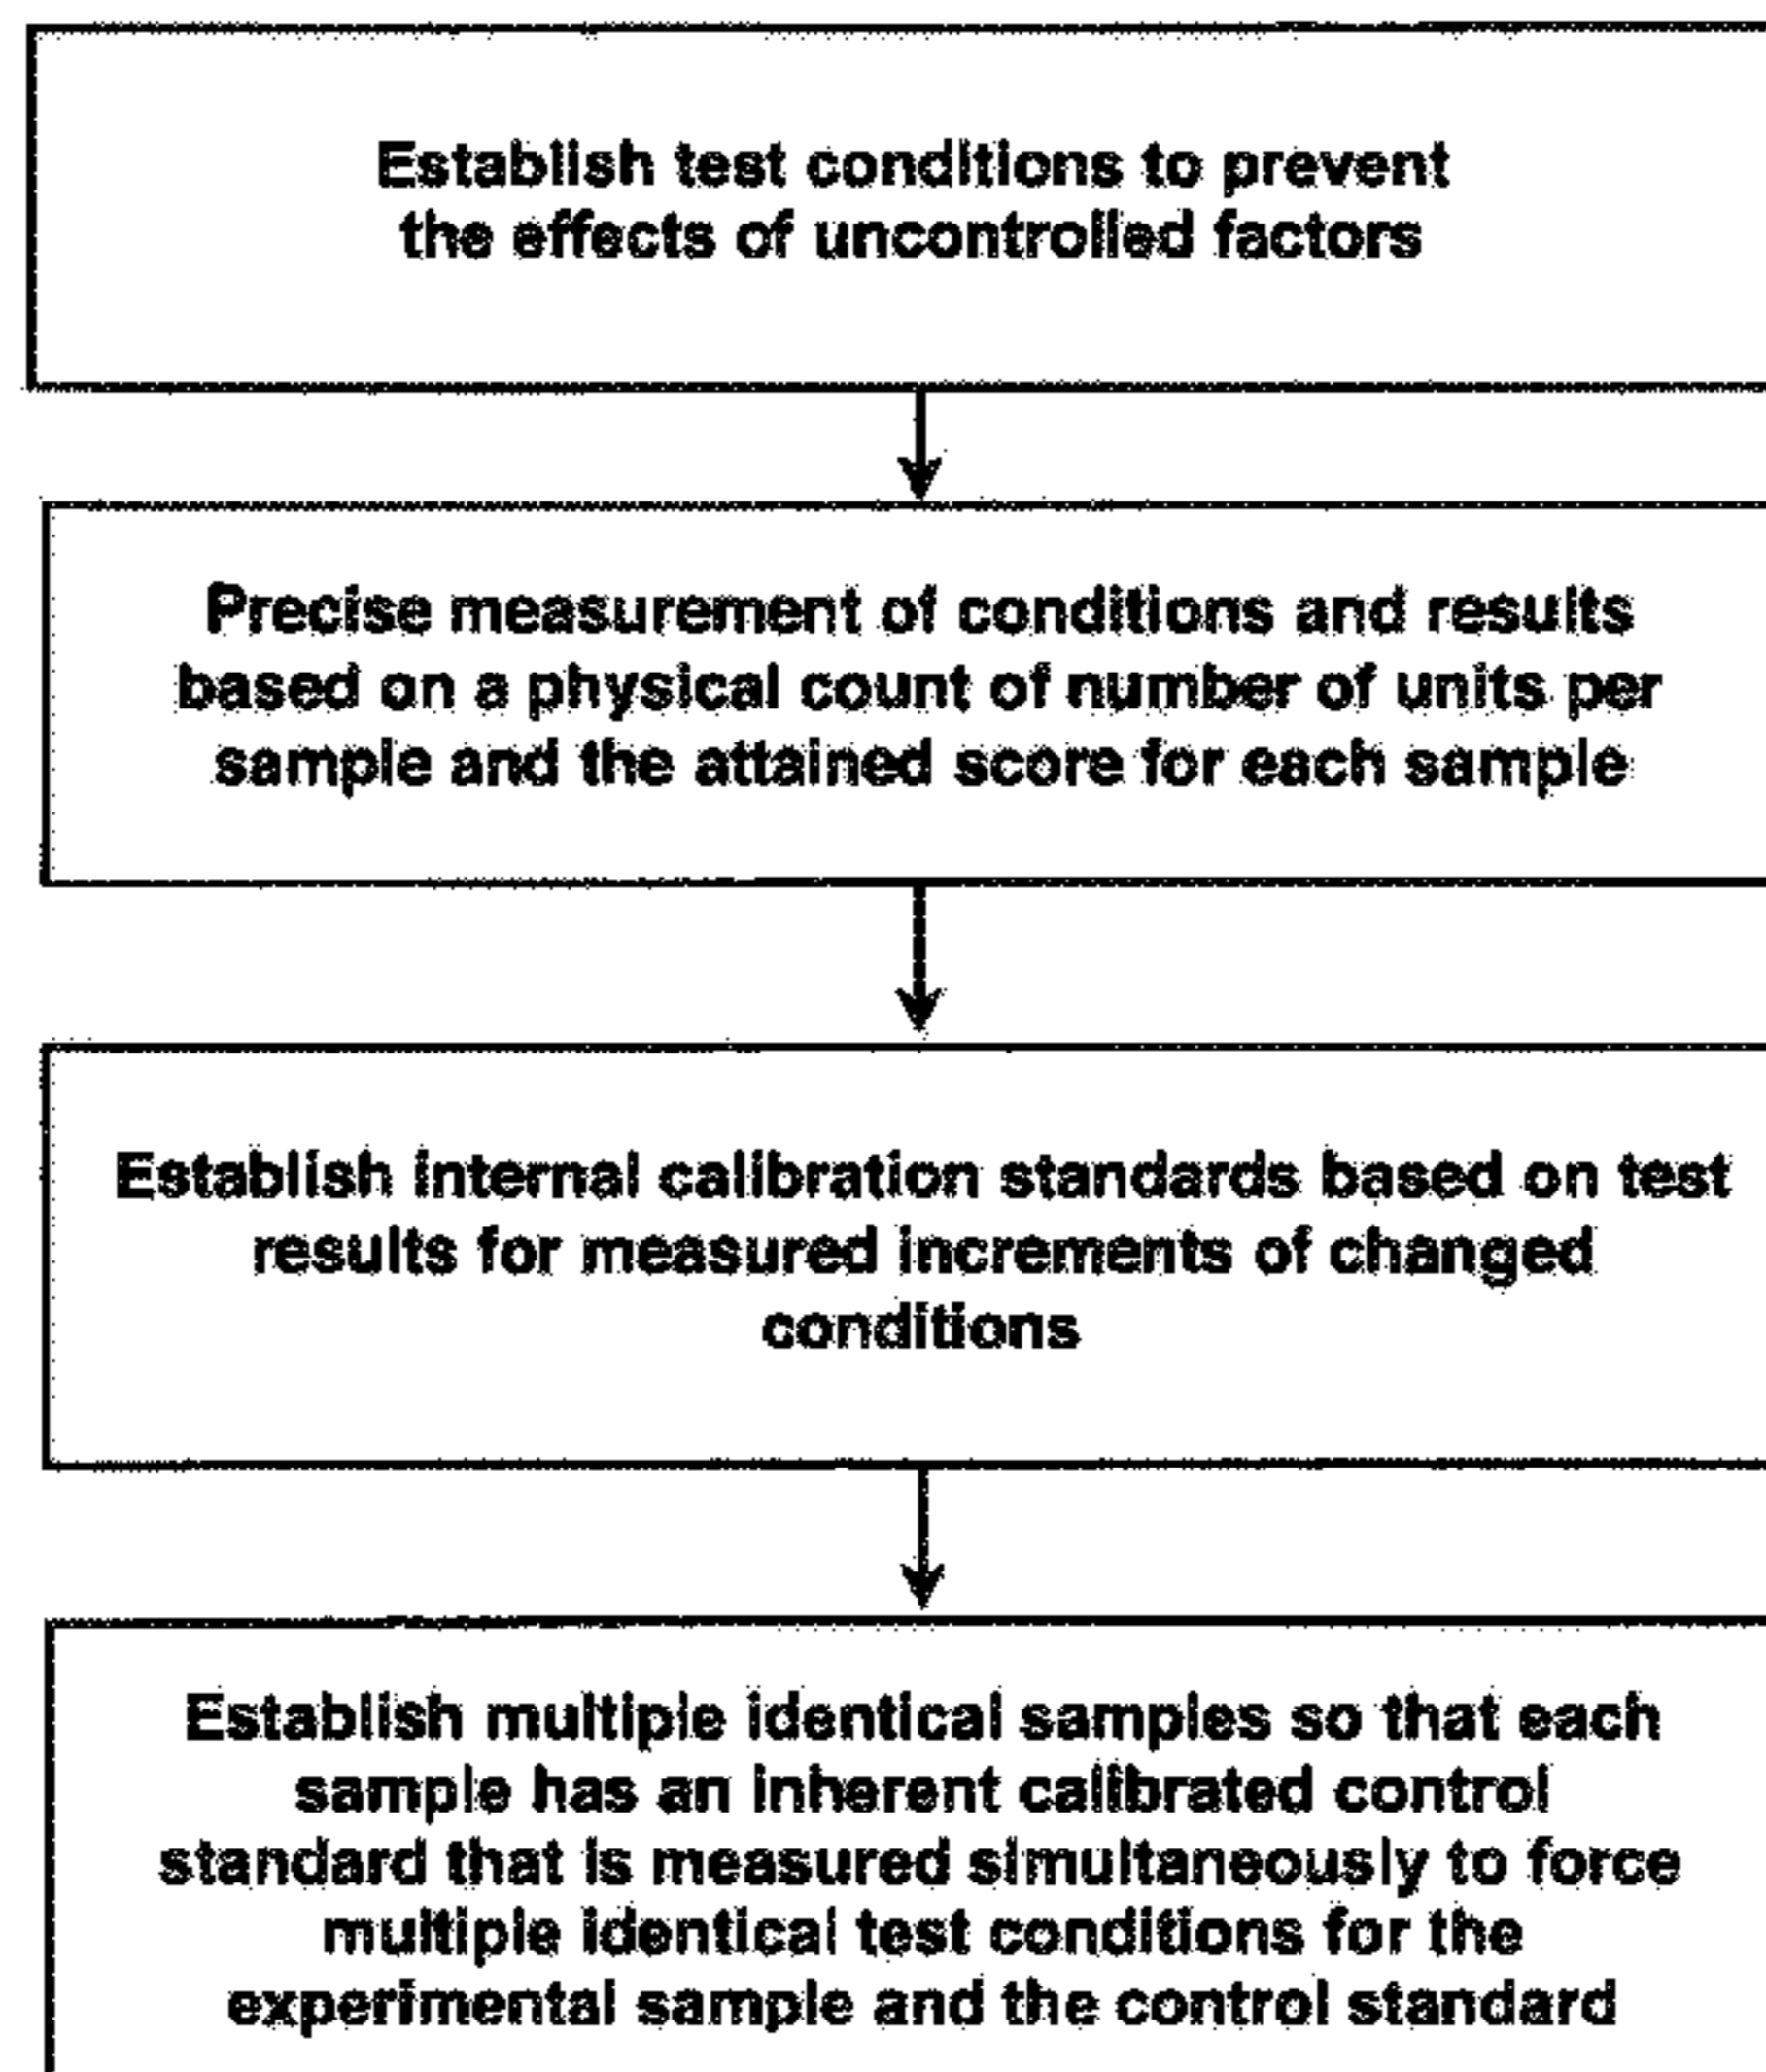 Establish test conditions to prevent
the effects of uncontrolled factors
Precise measurement of conditions and results
based on a physical count of number of units per
sample and the attained score for each sample
Establish internal calibration standards based on test
results for measured increments of changed
conditions
Establish multiple identical samples so that each
sample has an inherent calibrated control
standard that is measured simultaneously to force
multiple identical test conditions for the
experimental sample and the control standard